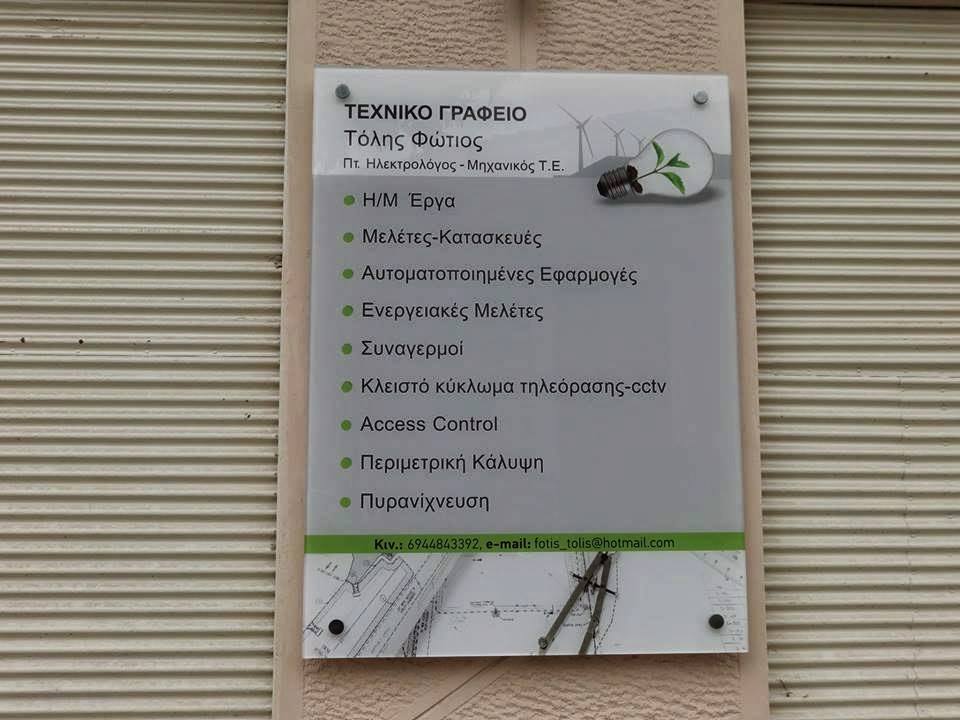 ΤΕΧΝΙΚΟ ΓΡΑΦΕΙΟ
Τόλης Φώτιος
Πτ. Ηλεκτρολόγος - Μηχανικός Τ.Ε.
Η/Μ Έργα
Μελέτες-Κατασκευές
Αυτοματοποιημένες Εφαρμογές
Ενεργειακές Μελέτες
Συναγερμοί
Κλειστό κύκλωμα τηλεόρασης-cctv
Access Control
Περιμετρική Κάλυψη
Πυρανίχνευση
Κιν.: 6944843392, e-mail: fotis_tolis@hotmail.com